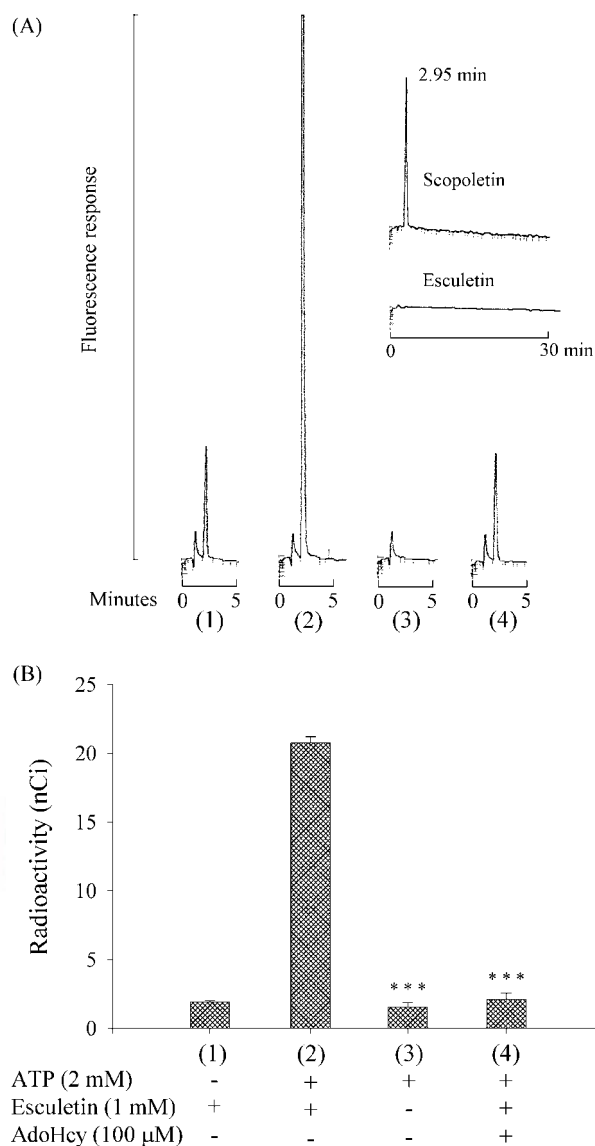 (A)
Fluorescence response
2.95 min
Scopoletin
Esculetin
0 30 min
Minutes 0 5 0 5 0 5 0 5
(1) (2) (3) (4)
(B)
Radioactivity (nCi)
25
20
15
10
5
0
*** ***
(1) (2) (3) (4)
ATP (2 mM) - + + +
Esculetin (1 mM) + + - +
AdoHcy (100 μM) - - - +